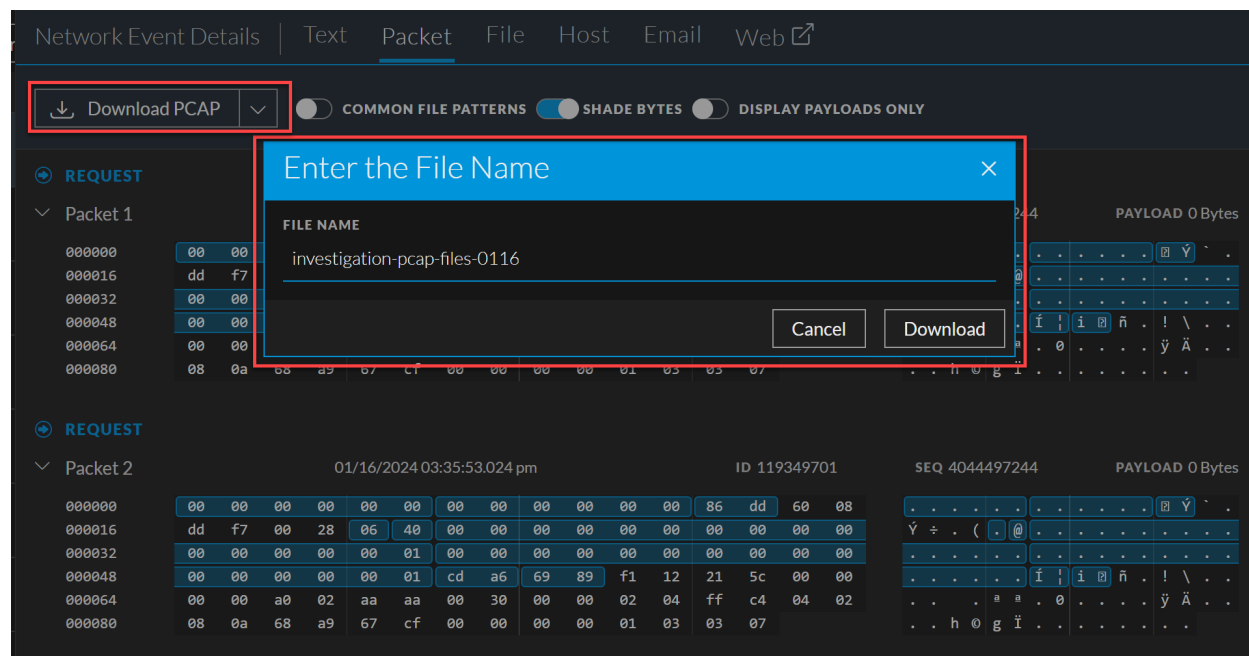 Network Event Details | Text Packet File Host Email Web
Download PCAP COMMON FILE PATTERNS SHADE BYTES DISPLAY PAYLOADS ONLY
Enter the File Name ×
REQUEST
Packet 1 244 PAYLOAD 0 Bytes
FILE NAME
investigation-pcap-files-0116
Cancel Download
000000 00 00 . . . . . . . Ý ` .
000016 dd f7 @ . . . . . . . . . .
000032 00 00 . . . . . . . . . . .
000048 00 00 . Í ¦ i ñ . ! \ . .
000064 00 00 ª . 0 . . . . ÿ Ä . .
000080 08 0a 68 a9 67 cf 00 00 00 00 01 03 03 07 . . h © g Ï . . . . . . . .
REQUEST
Packet 2 01/16/2024 03:35:53.024 pm ID 119349701 SEQ 4044497244 PAYLOAD 0 Bytes
000000 00 00 00 00 00 00 00 00 00 00 00 00 86 dd 60 08 . . . . . . . . . . . . Ý ` .
000016 dd f7 00 28 06 40 00 00 00 00 00 00 00 00 00 00 Ý ÷ . ( . @ . . . . . . . . . .
000032 00 00 00 00 00 01 00 00 00 00 00 00 00 00 00 00 . . . . . . . . . . . . . . . .
000048 00 00 00 00 00 01 cd a6 69 89 f1 12 21 5c 00 00 . . . . . . Í ¦ i ñ . ! \ . .
000064 00 00 a0 02 aa aa 00 30 00 00 02 04 ff c4 04 02 . . . ª ª . 0 . . . . ÿ Ä . .
000080 08 0a 68 a9 67 cf 00 00 00 00 01 03 03 07 . . h © g Ï . . . . . . . .